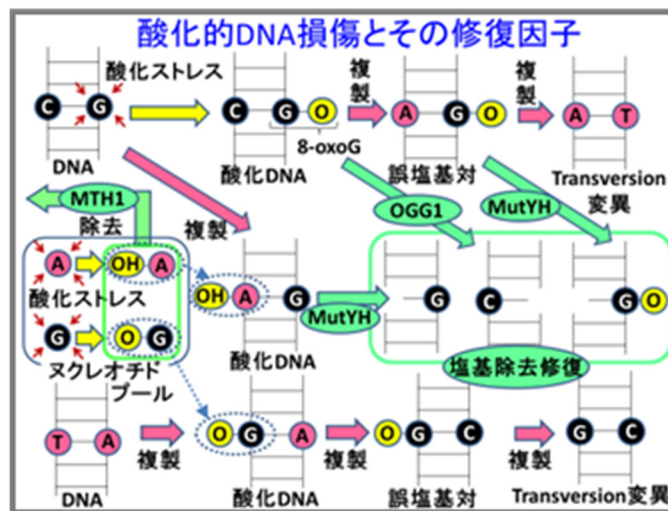 酸化的DNA損傷とその修復因子
酸化ストレス
複製
複製
C G
C G O
A G O
A T
8-oxoG
DNA
酸化DNA
誤塩基対
Transversion
変異
MTH1
除去
複製
OGG1
MutYH
A
OH A
酸化ストレス
OH A G
MutYH
G
C
G O
G
O G
酸化DNA
塩基除去修復
ヌクレオチド
プール
T A
O G A
O G C
G C
複製
複製
複製
DNA
酸化DNA
誤塩基対
Transversion変異